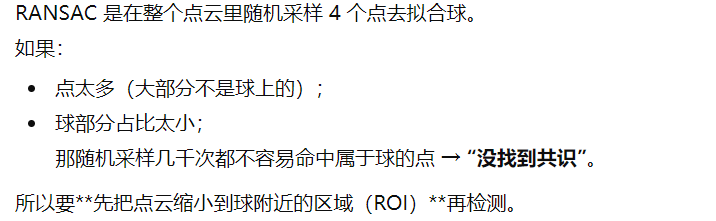 RANSAC 是在整个点云里随机采样 4 个点去拟合球。
如果：
• 点太多（大部分不是球上的）；
• 球部分占比太小；
那随机采样几千次都不容易命中属于球的点 → “没找到共识”。
所以要**先把点云缩小到球附近的区域（ROI）**再检测。